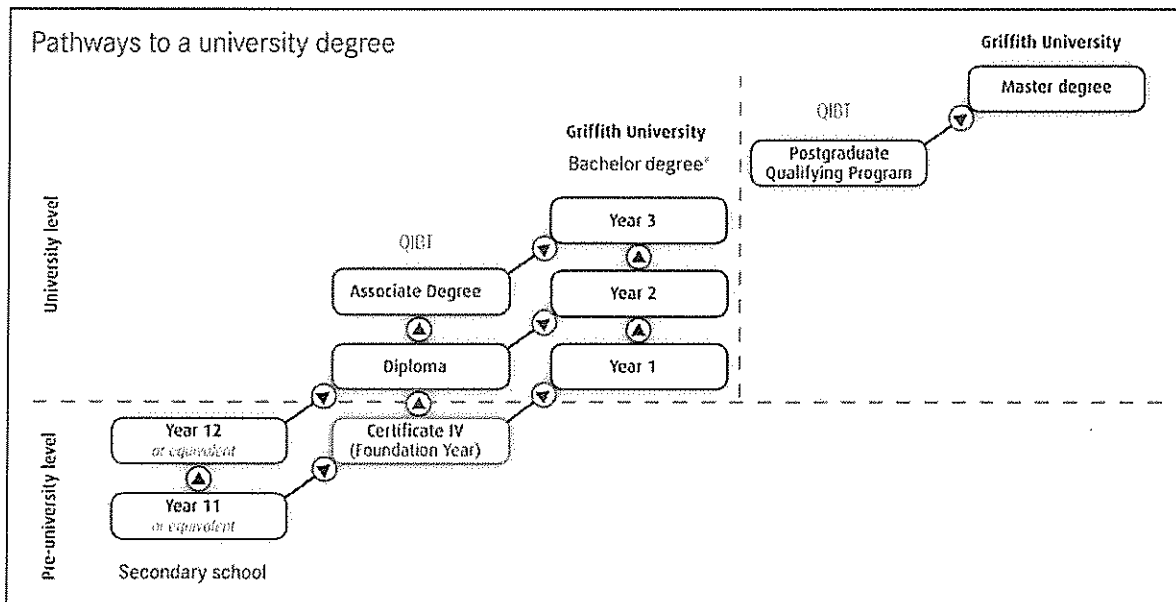 Pathways to a university degree
Griffith University
Master degree
QIBT
Postgraduate
Qualifying Program
Griffith University
Bachelor degree*
Year 3
Year 2
Year 1
QIBT
Associate Degree
Diploma
Certificate IV
(Foundation Year)
Year 12
or equivalent
Year 11
or equivalent
Secondary school
University level
Pre-university level